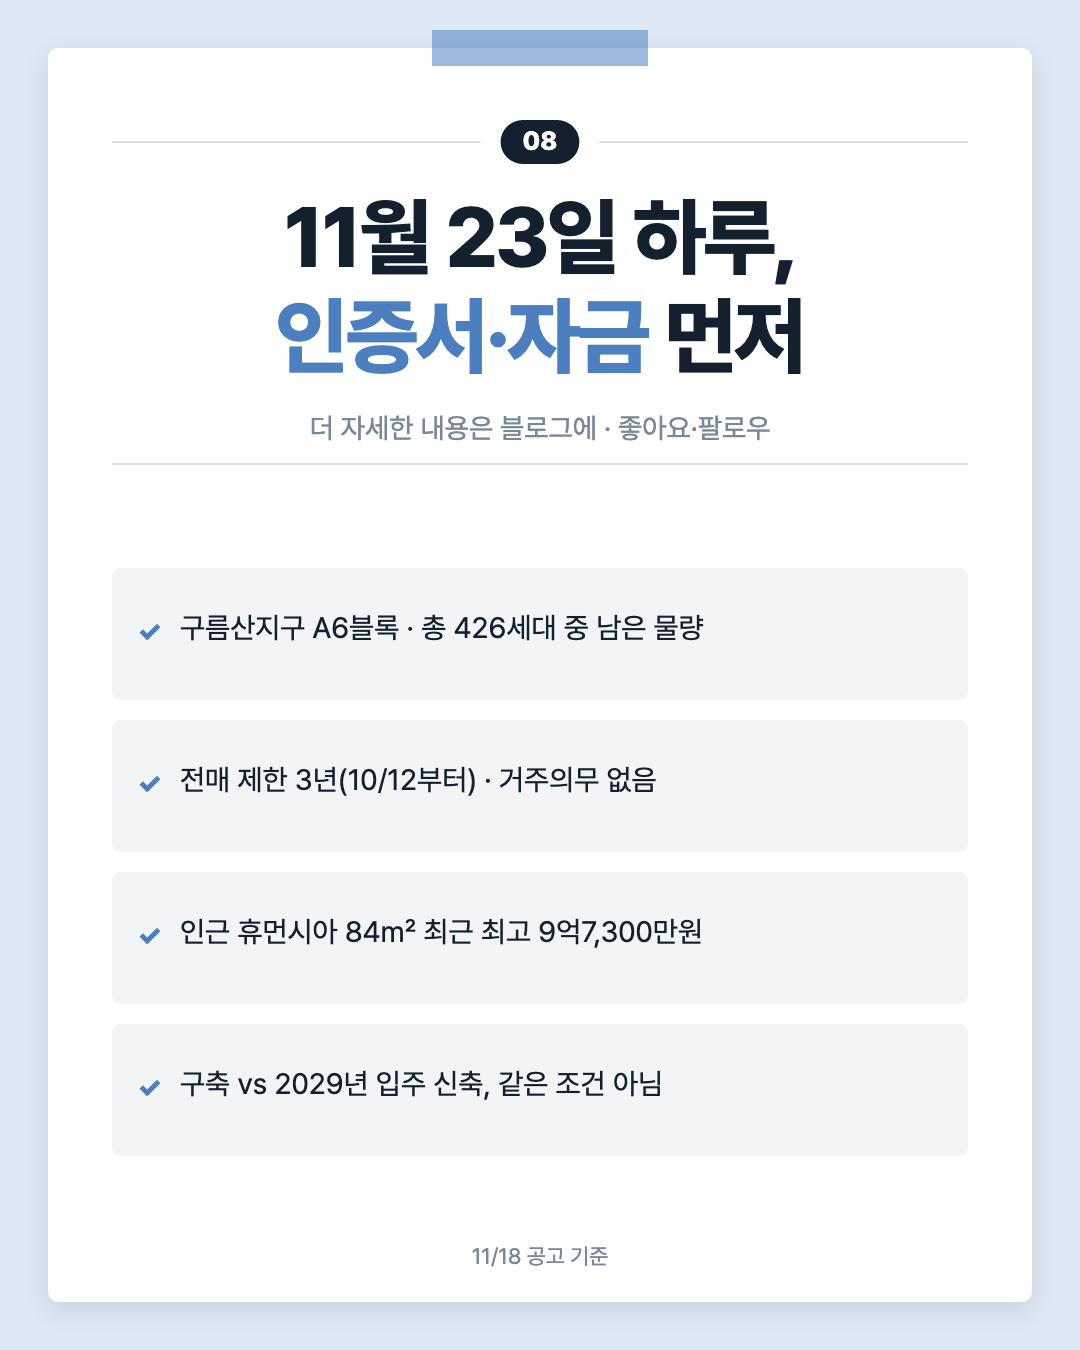 08
11월 23일 하루,
인증서·자금 먼저
더 자세한 내용은 블로그에 · 좋아요·팔로우
구름산지구 A6블록 · 총 426세대 중 남은 물량
전매 제한 3년(10/12부터) · 거주의무 없음
인근 휴먼시아 84m² 최근 최고 9억7,300만원
구축 vs 2029년 입주 신축, 같은 조건 아님
11/18 공고 기준